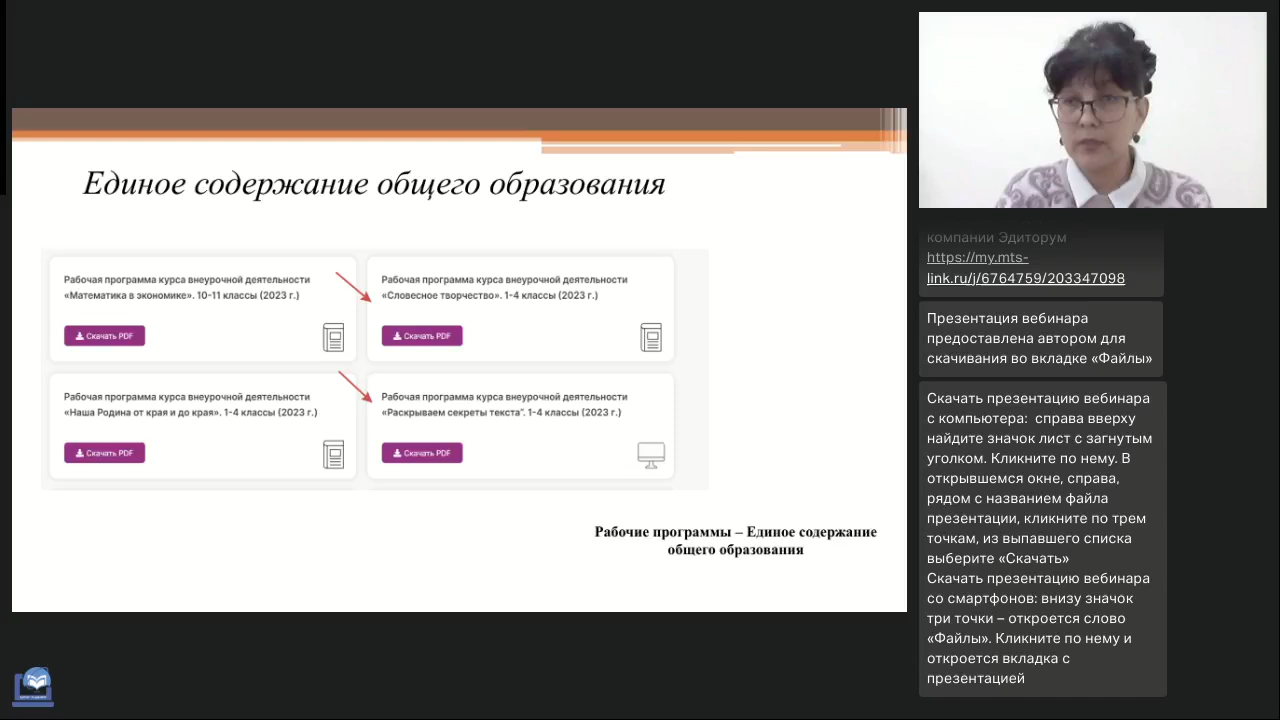 Единое содержание общего образования
Рабочая программа курса внеурочной деятельности
«Математика в экономике». 10-11 классы (2023 г.)
Скачать PDF
Рабочая программа курса внеурочной деятельности
«Словесное творчество». 1-4 классы (2023 г.)
Скачать PDF
Рабочая программа курса внеурочной деятельности
«Наша Родина от края и до края». 1-4 классы (2023 г.)
Скачать PDF
Рабочая программа курса внеурочной деятельности
«Раскрываем секреты текста". 1-4 классы (2023 г.)
Скачать PDF
Рабочие программы – Единое содержание
общего образования
компании Эдиторум
https://my.mts-
link.ru/j/6764759/203347098
Презентация вебинара
предоставлена автором для
скачивания во вкладке «Файлы»
Скачать презентацию вебинара
с компьютера:  справа вверху
найдите значок лист с загнутым
уголком. Кликните по нему. В
открывшемся окне, справа,
рядом с названием файла
презентации, кликните по трем
точкам, из выпавшего списка
выберите «Скачать»
Скачать презентацию вебинара
со смартфонов: внизу значок
три точки – откроется слово
«Файлы». Кликните по нему и
откроется вкладка с
презентацией